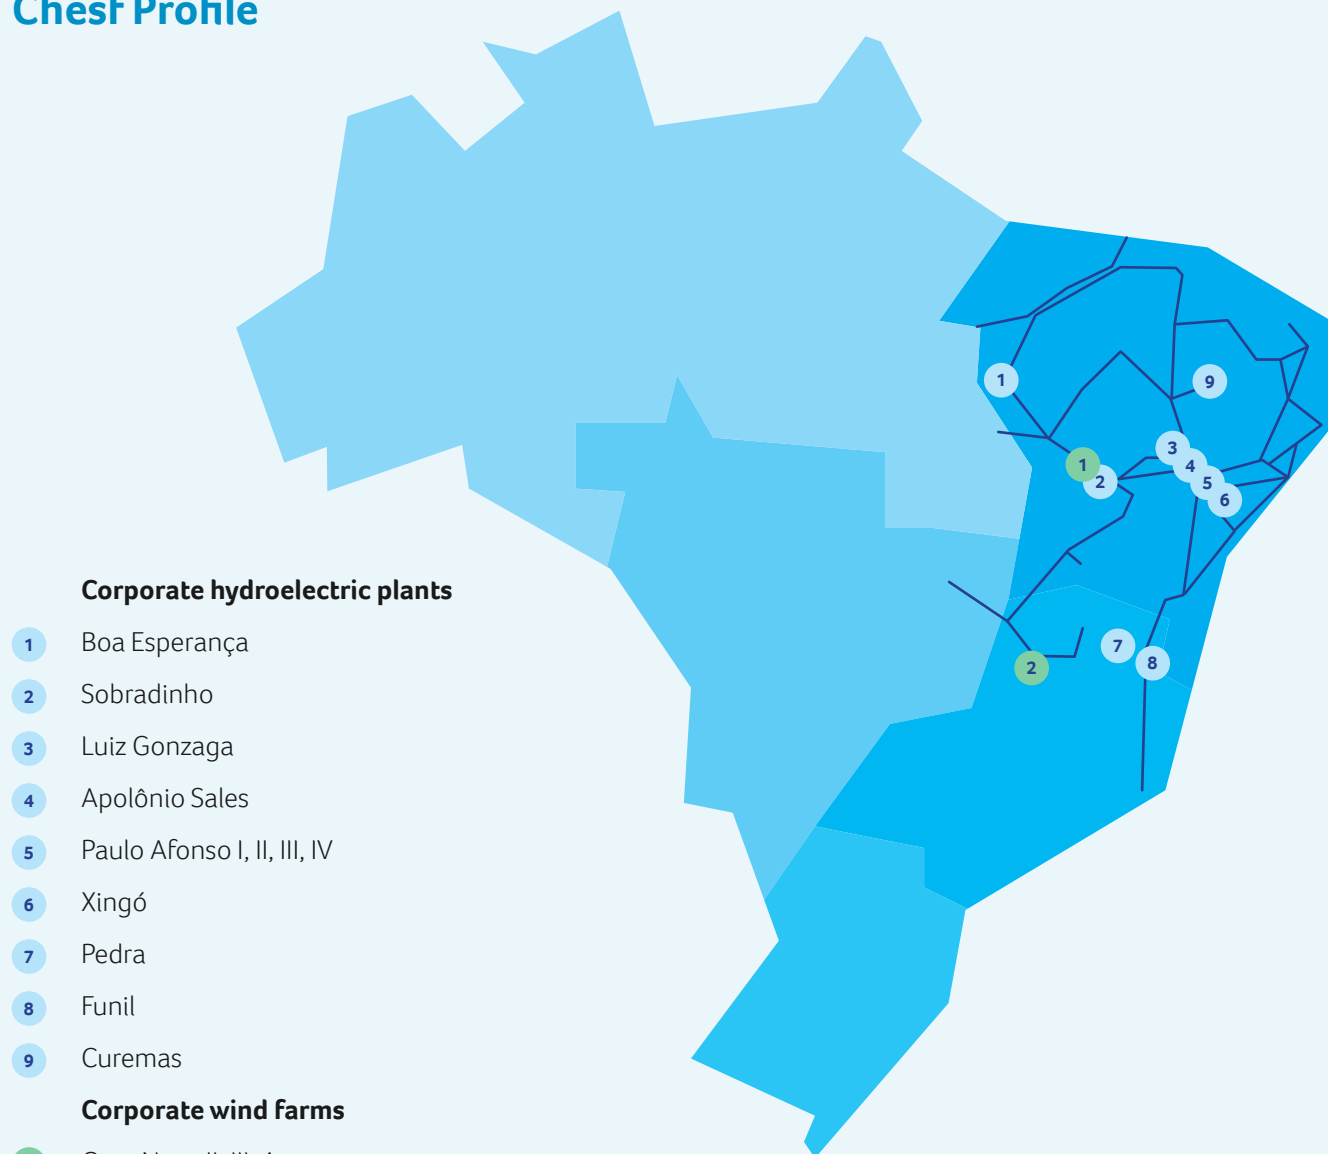 Chesf Profile
1
9
3
1
4
2
5
6
Corporate hydroelectric plants
1 Boa Esperança
7
8
2
2 Sobradinho
3 Luiz Gonzaga
4 Apolônio Sales
5 Paulo Afonso I, II, III, IV
6 Xingó
7 Pedra
8 Funil
9 Curemas
Corporate wind farms